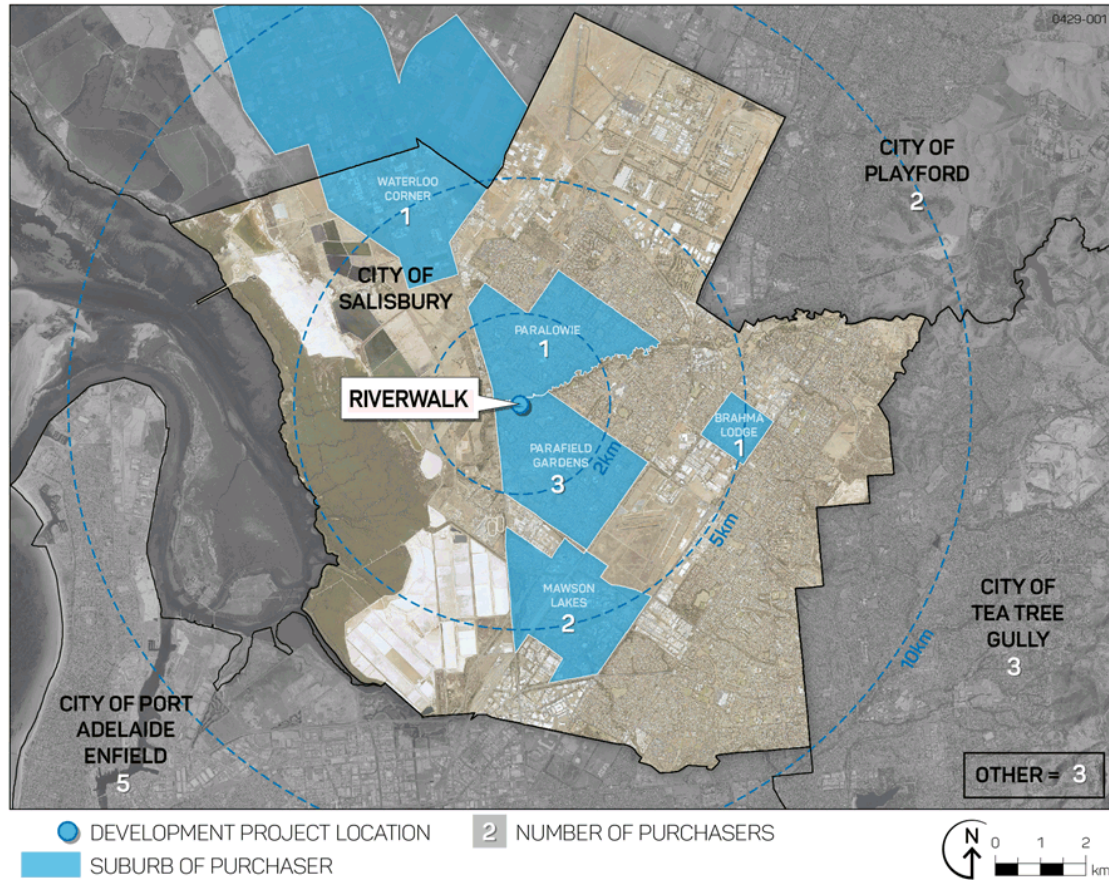 0429-001
CITY OF
PLAYFORD
2
WATERLOO
CORNER
1
CITY OF
SALISBURY
PARALOWIE
1
RIVERWALK
BRAHMA
LODGE
1
PARAFIELD
GARDENS
3
2km
5km
MAWSON
LAKES
2
CITY OF
TEA TREE
GULLY
3
10km
CITY OF PORT
ADELAIDE
ENFIELD
5
OTHER = 3
DEVELOPMENT PROJECT LOCATION
2 NUMBER OF PURCHASERS
SUBURB OF PURCHASER
N
0 1 2
km